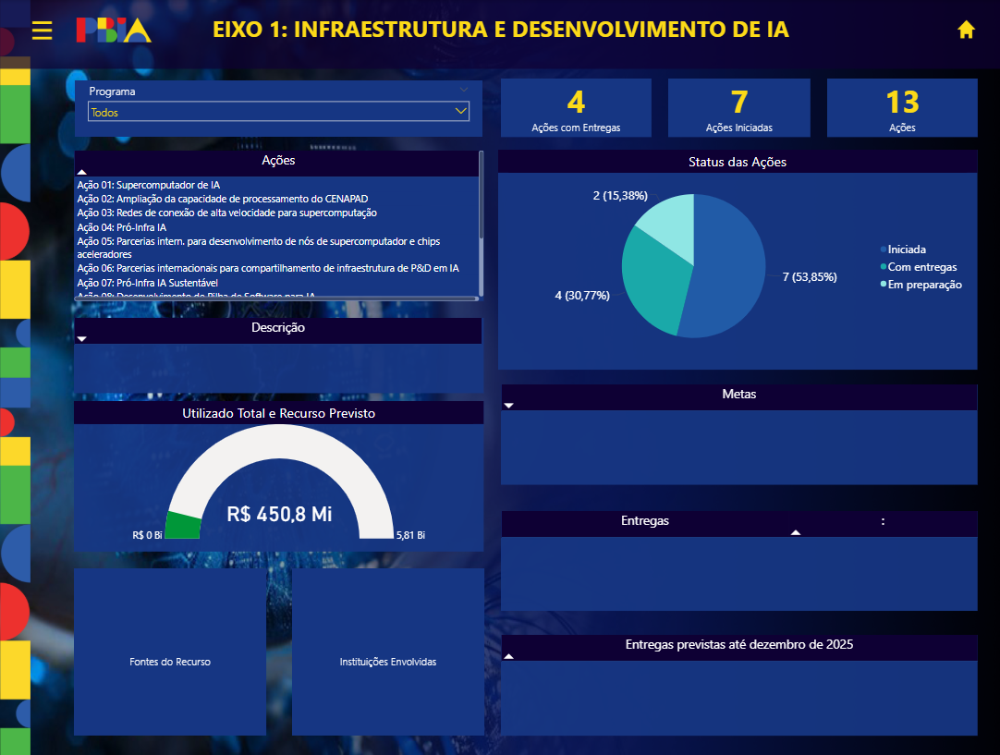 PBIA
EIXO 1: INFRAESTRUTURA E DESENVOLVIMENTO DE IA
Programa
Todos
4
Ações com Entregas
7
Ações Iniciadas
13
Ações
Ações
Ação 01: Supercomputador de IA
Ação 02: Ampliação da capacidade de processamento do CENAPAD
Ação 03: Redes de conexão de alta velocidade para supercomputação
Ação 04: Pró-Infra IA
Ação 05: Parcerias intern. para desenvolvimento de nós de supercomputador e chips
aceleradores
Ação 06: Parcerias internacionais para compartilhamento de infraestrutura de P&D em IA
Ação 07: Pró-Infra IA Sustentável
Ação 08: Desenvolvimento de Pilha de Software para IA
Status das Ações
2 (15,38%)
4 (30,77%)
7 (53,85%)
Iniciada
Com entregas
Em preparação
Descrição
Utilizado Total e Recurso Previsto
R$ 450,8 Mi
R$ 0 Bi
5,81 Bi
Metas
Entregas
:
Fontes do Recurso
Instituições Envolvidas
Entregas previstas até dezembro de 2025